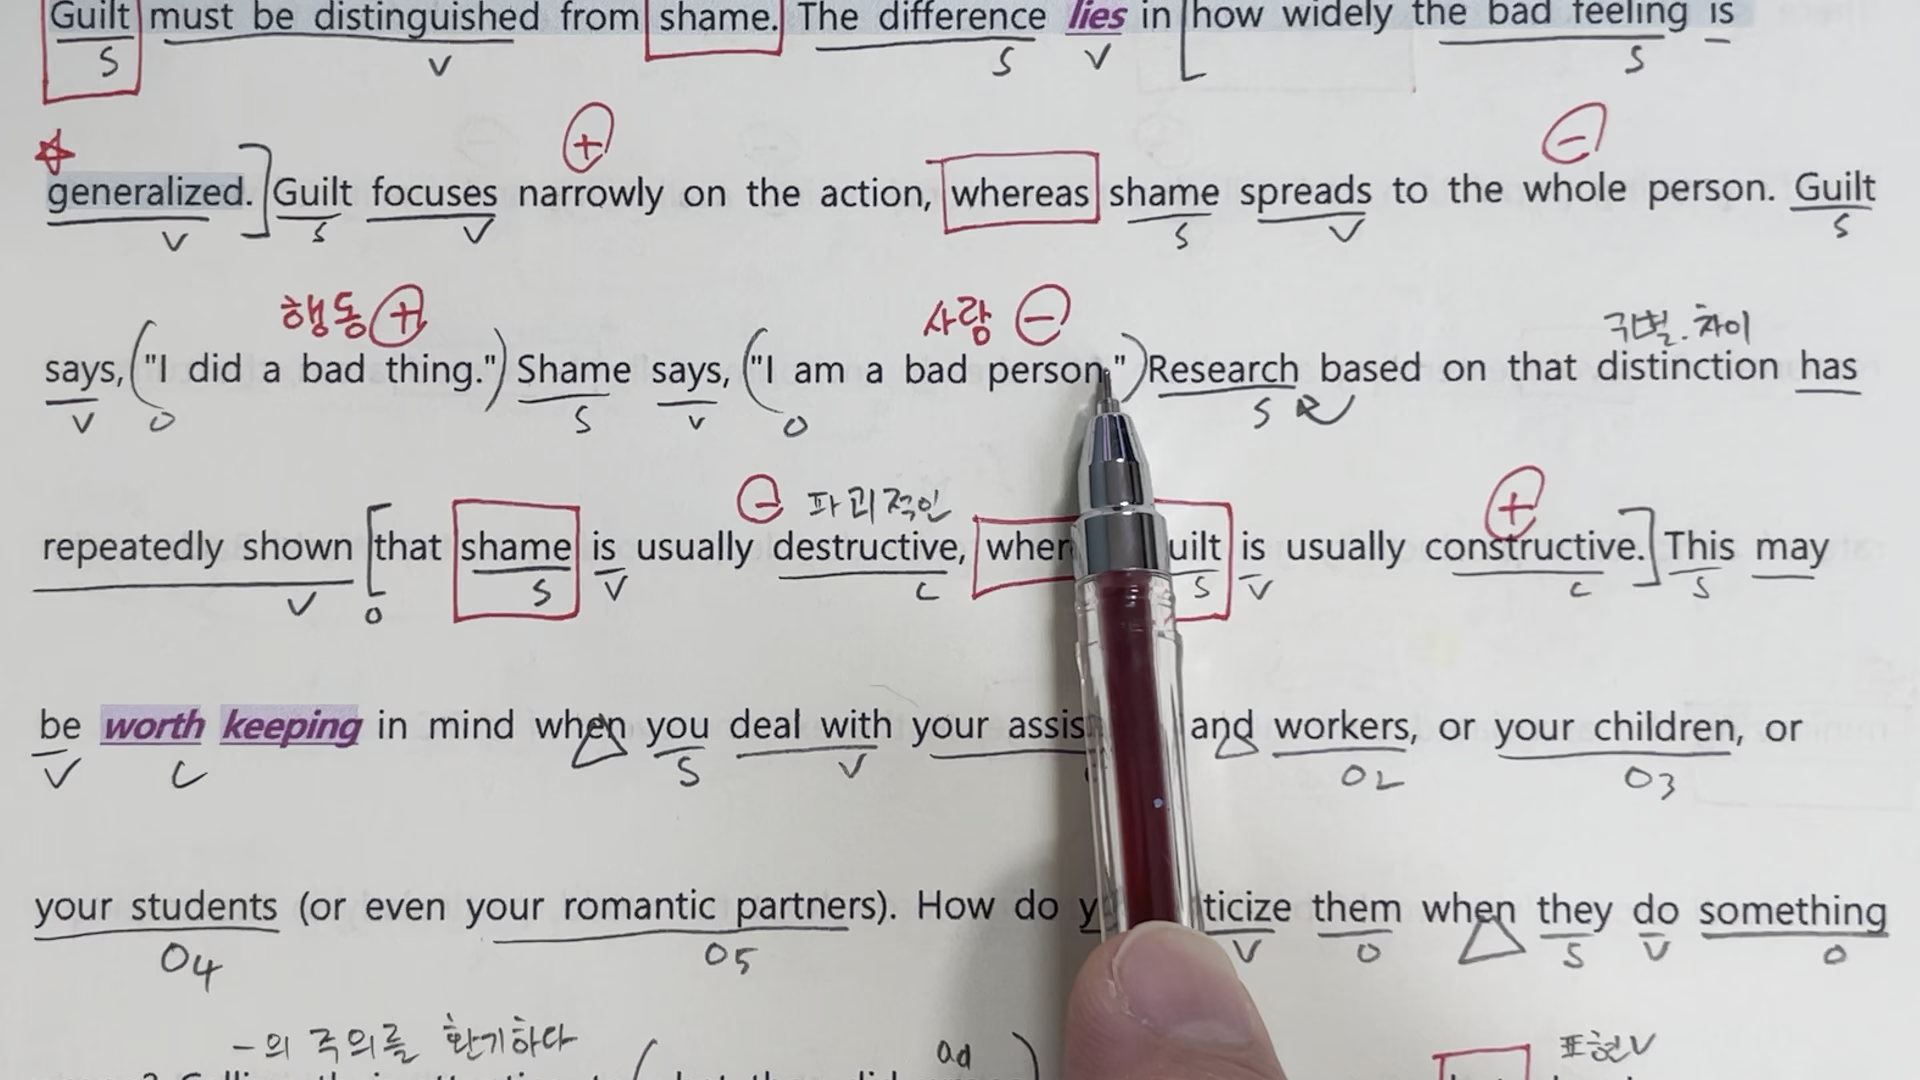 Guilt must be distinguished from shame. The difference lies in [how widely the bad feeling is
S V S V S
+ −
generalized.] Guilt focuses narrowly on the action, whereas shame spreads to the whole person. Guilt
V S V S V S
행동 + 사람 − 구별.차이
says, ("I did a bad thing.") Shame says, ("I am a bad person.") Research based on that distinction has
V O S V O S
− 파괴적인 +
repeatedly shown [that shame is usually destructive, uilt is usually constructive.] This may
V O S V C S V C S
be worth keeping in mind when you deal with your assis and workers, or your children, or
V C S V O2 O3
your students (or even your romantic partners). How do y ticize them when they do something
O4 O5 V O S V O
-의 주의를 환기하다 ad 표현V